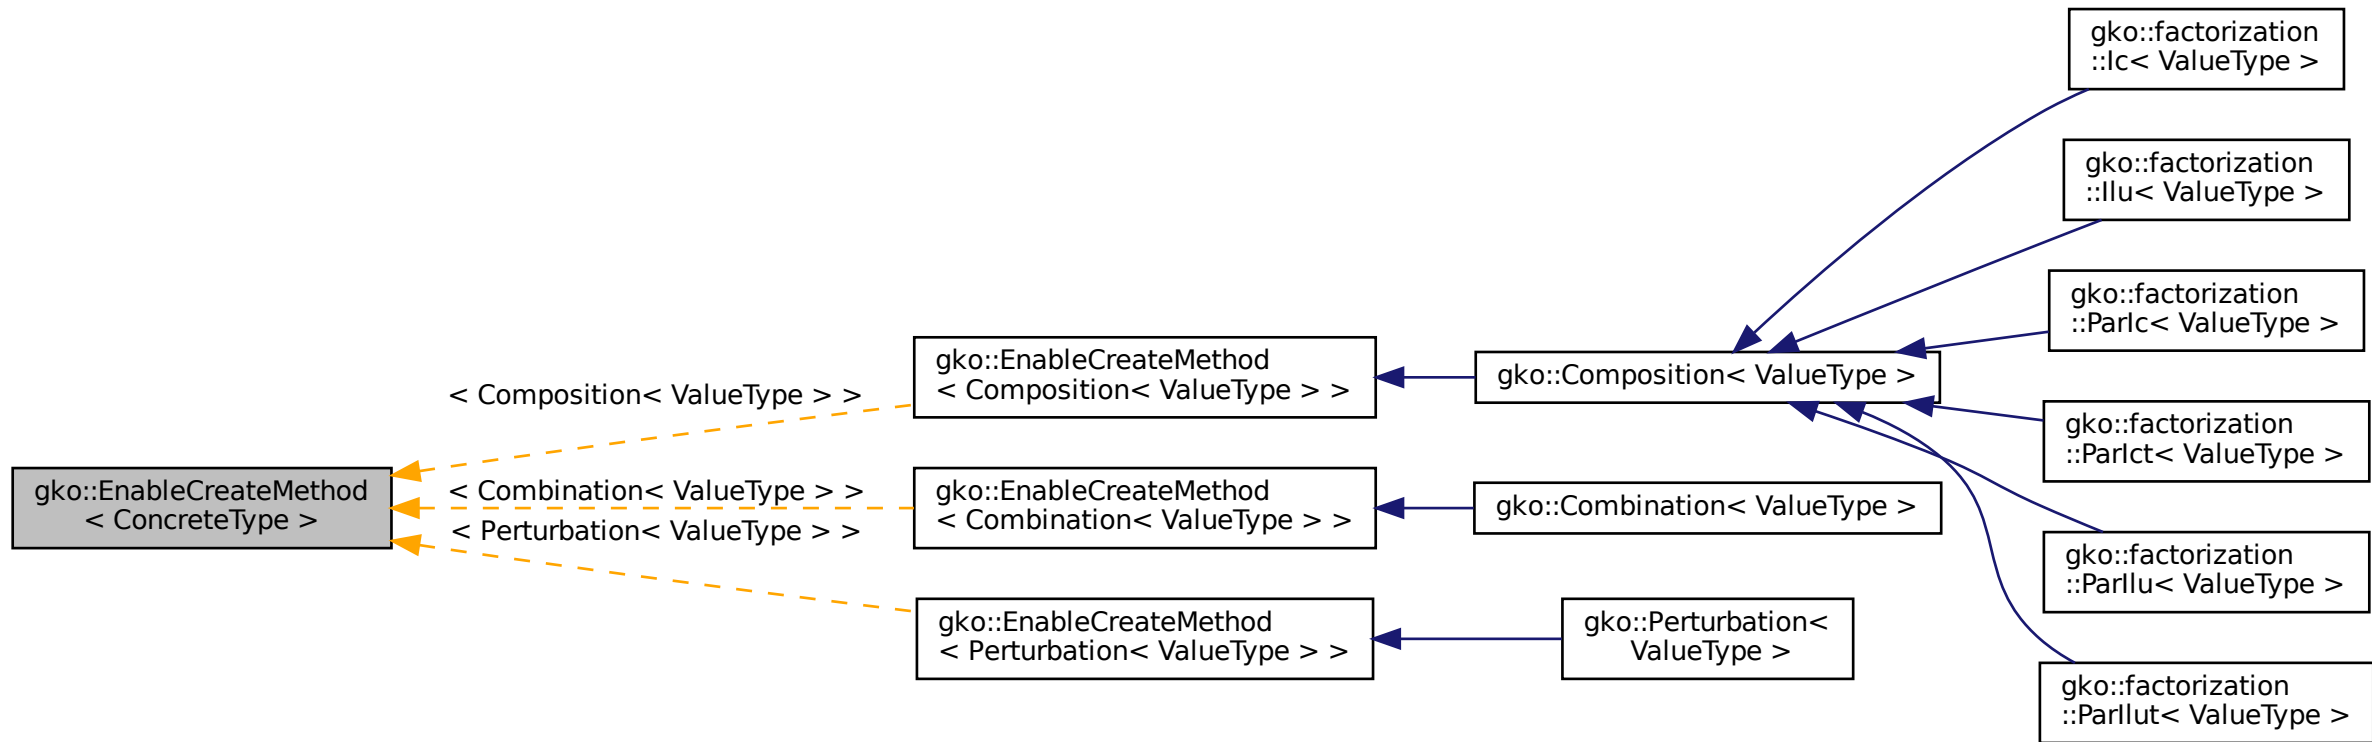 gko::EnableCreateMethod
< ConcreteType >
< Composition< ValueType > >
< Combination< ValueType > >
< Perturbation< ValueType > >
gko::EnableCreateMethod
< Composition< ValueType > >
gko::EnableCreateMethod
< Combination< ValueType > >
gko::EnableCreateMethod
< Perturbation< ValueType > >
gko::Composition< ValueType >
gko::Combination< ValueType >
gko::Perturbation<
ValueType >
gko::factorization
::Ic< ValueType >
gko::factorization
::Ilu< ValueType >
gko::factorization
::ParIc< ValueType >
gko::factorization
::ParIct< ValueType >
gko::factorization
::ParIlu< ValueType >
gko::factorization
::ParIlut< ValueType >